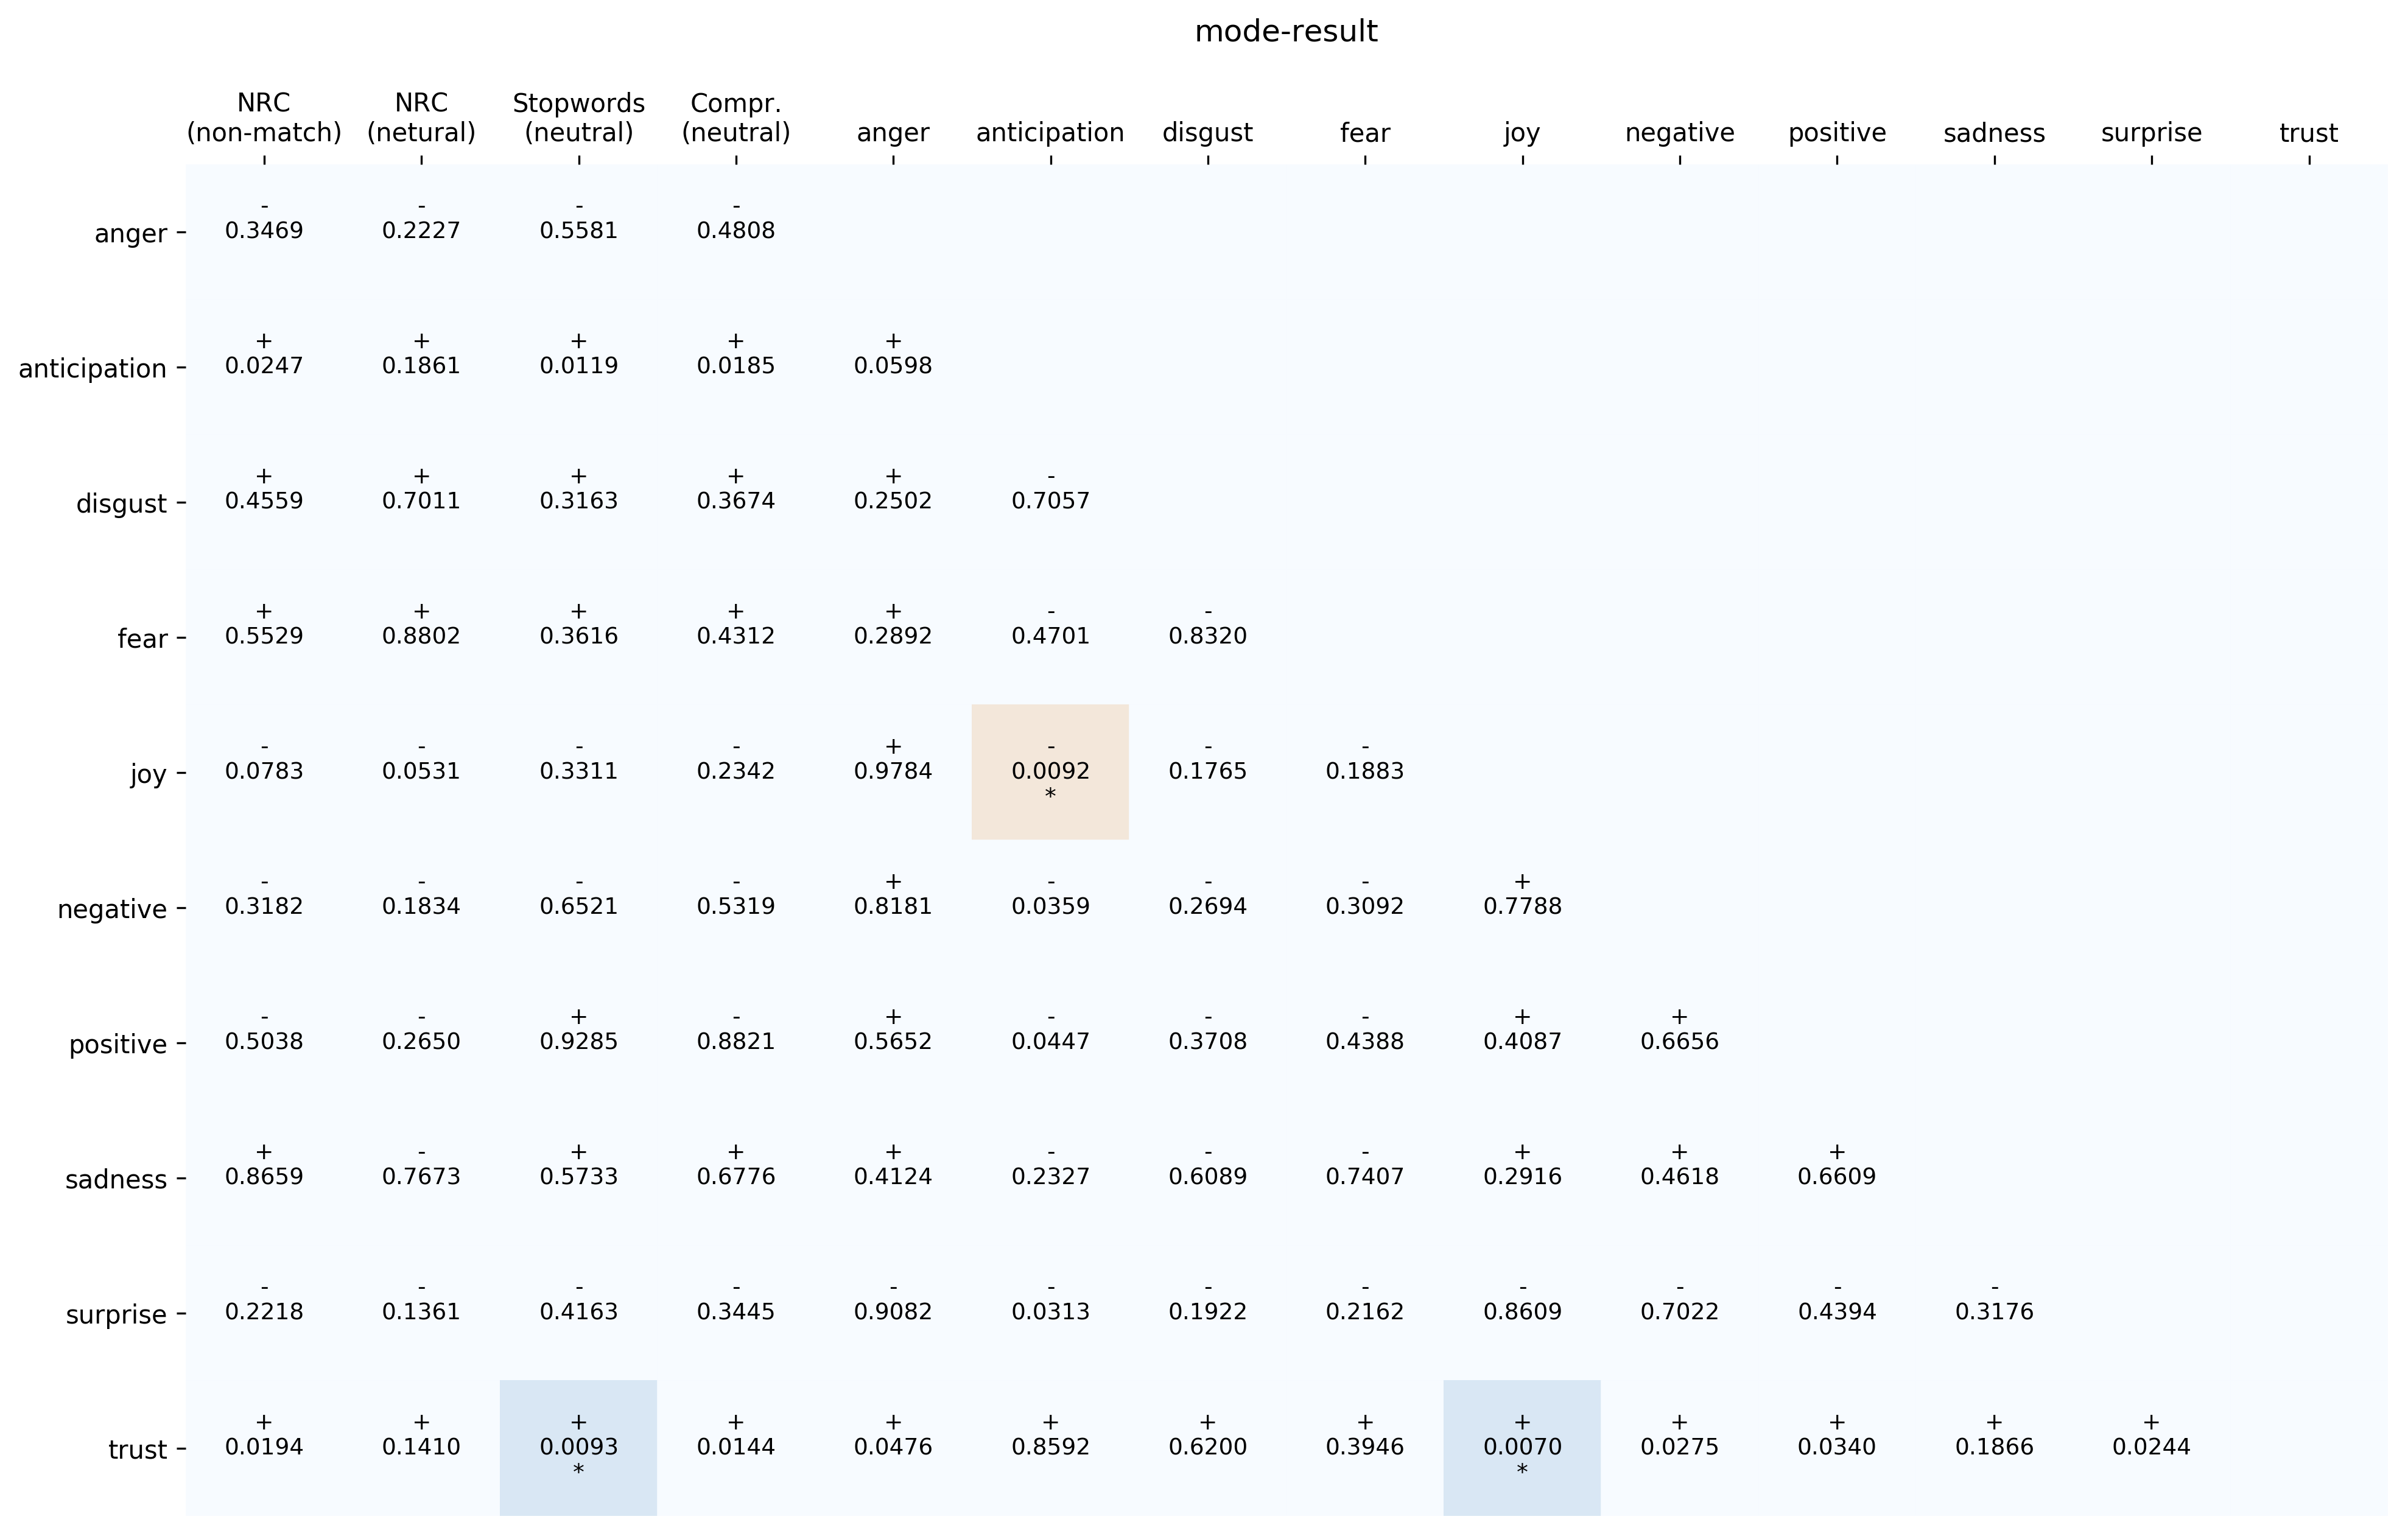 mode-result
NRC NRC Stopwords Compr.
(non-match) (netural) (neutral) (neutral) anger anticipation disgust fear joy negative positive sadness surprise trust
- - - -
anger 0.3469 0.2227 0.5581 0.4808
+ + + + +
anticipation 0.0247 0.1861 0.0119 0.0185 0.0598
+ + + + + -
disgust 0.4559 0.7011 0.3163 0.3674 0.2502 0.7057
+ + + + + - -
fear 0.5529 0.8802 0.3616 0.4312 0.2892 0.4701 0.8320
- - - - + - - -
joy 0.0783 0.0531 0.3311 0.2342 0.9784 0.0092 0.1765 0.1883
*
- - - - + - - - +
negative 0.3182 0.1834 0.6521 0.5319 0.8181 0.0359 0.2694 0.3092 0.7788
- - + - + - - - + +
positive 0.5038 0.2650 0.9285 0.8821 0.5652 0.0447 0.3708 0.4388 0.4087 0.6656
+ - + + + - - - + + +
sadness 0.8659 0.7673 0.5733 0.6776 0.4124 0.2327 0.6089 0.7407 0.2916 0.4618 0.6609
- - - - - - - - - - - -
surprise 0.2218 0.1361 0.4163 0.3445 0.9082 0.0313 0.1922 0.2162 0.8609 0.7022 0.4394 0.3176
+ + + + + + + + + + + + +
trust 0.0194 0.1410 0.0093 0.0144 0.0476 0.8592 0.6200 0.3946 0.0070 0.0275 0.0340 0.1866 0.0244
* *